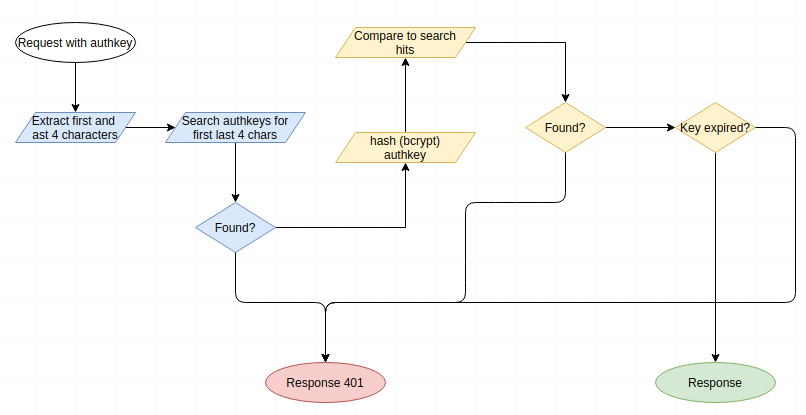 Request with authkey
Extract first and
ast 4 characters
Search authkeys for
first last 4 chars
Found?
hash (bcrypt)
authkey
Compare to search
hits
Found?
Key expired?
Response 401
Response